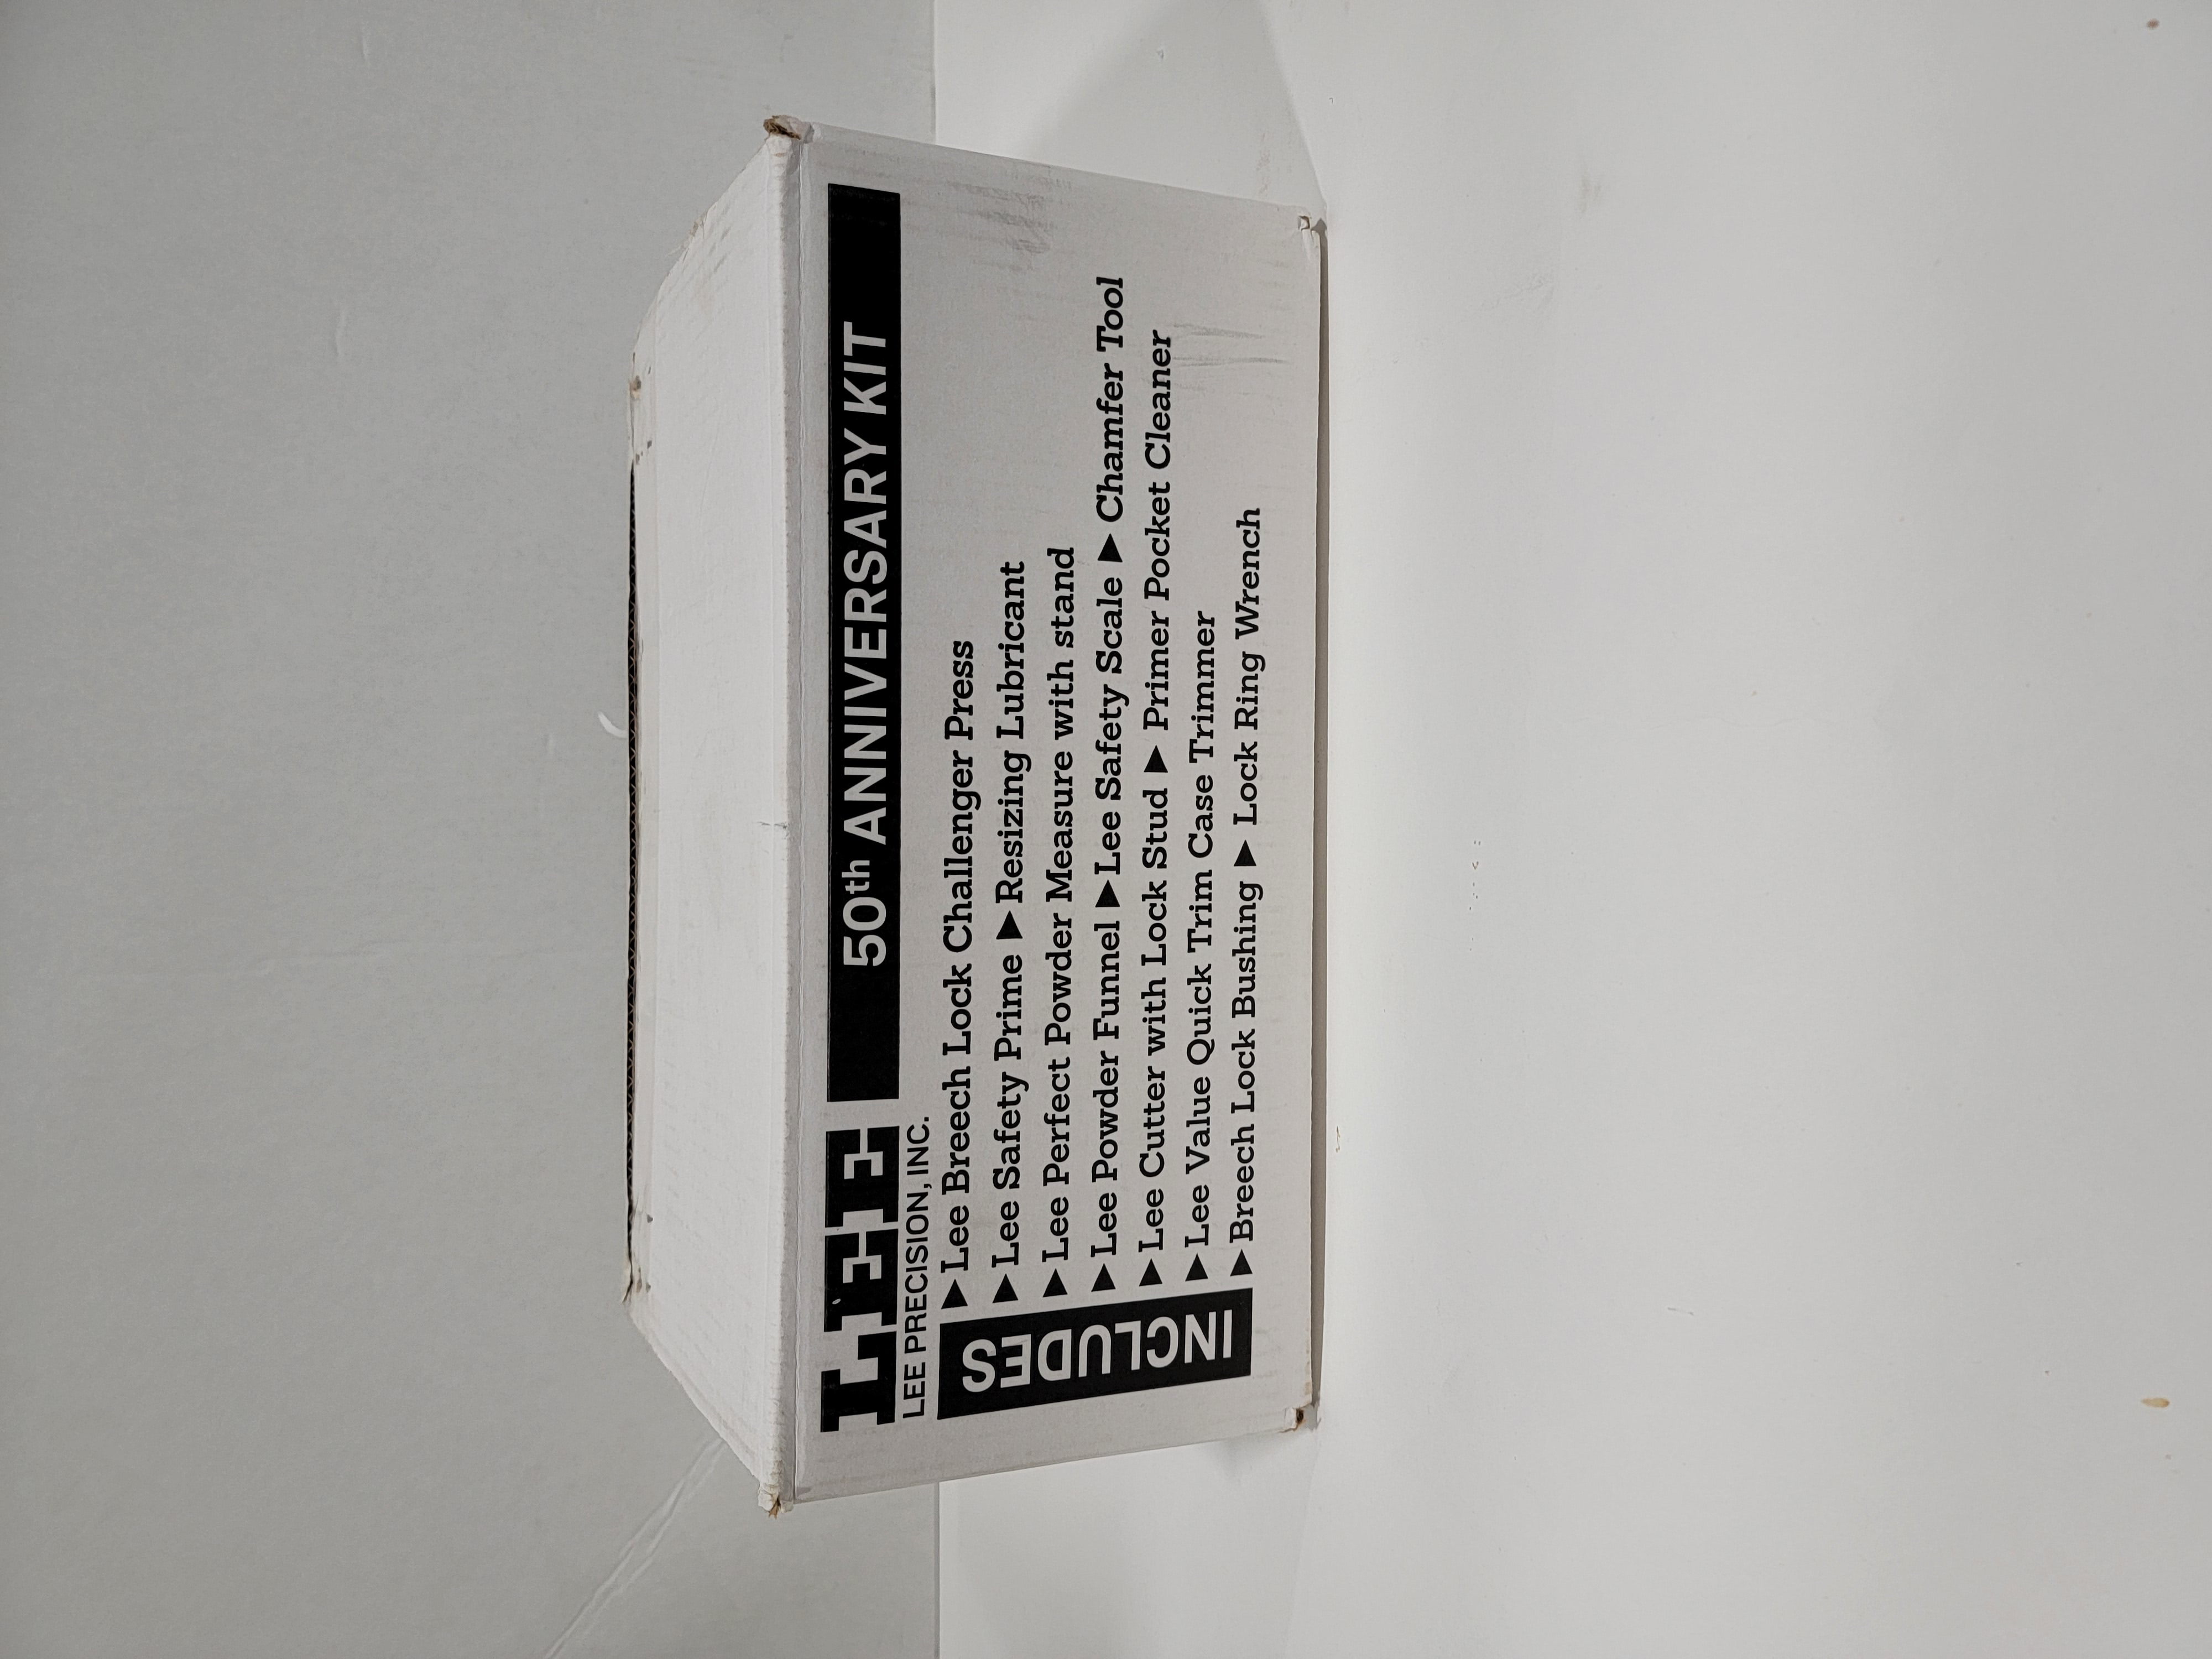 LEE 50th ANNIVERSARY KIT
LEE PRECISION, INC.
INCLUDES
▶Lee Breech Lock Challenger Press
▶Lee Safety Prime ▶Resizing Lubricant
▶Lee Perfect Powder Measure with stand
▶Lee Powder Funnel ▶Lee Safety Scale ▶Chamfer Tool
▶Lee Cutter with Lock Stud ▶ Primer Pocket Cleaner
▶Lee Value Quick Trim Case Trimmer
▶Breech Lock Bushing ▶ Lock Ring Wrench